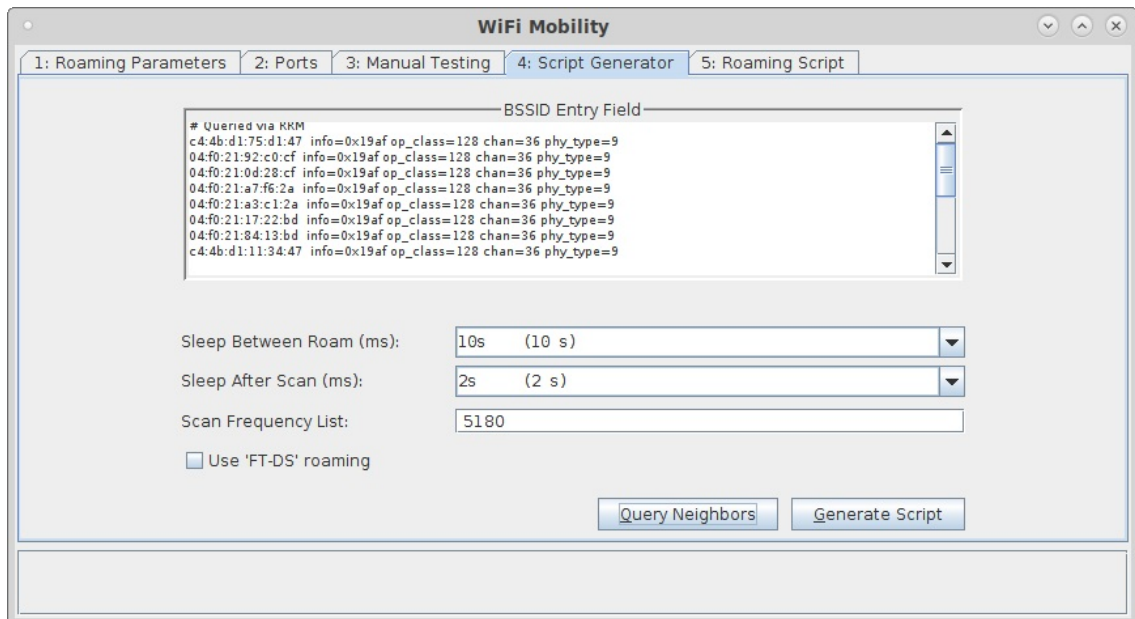 WiFi Mobility
1: Roaming Parameters 2: Ports 3: Manual Testing 4: Script Generator 5: Roaming Script
BSSID Entry Field
# Queried via RRM
c4:4b:d1:75:d1:47 info=0x19af op_class=128 chan=36 phy_type=9
04:f0:21:92:c0:cf info=0x19af op_class=128 chan=36 phy_type=9
04:f0:21:0d:28:cf info=0x19af op_class=128 chan=36 phy_type=9
04:f0:21:a7:f6:2a info=0x19af op_class=128 chan=36 phy_type=9
04:f0:21:a3:c1:2a info=0x19af op_class=128 chan=36 phy_type=9
04:f0:21:17:22:bd info=0x19af op_class=128 chan=36 phy_type=9
04:f0:21:84:13:bd info=0x19af op_class=128 chan=36 phy_type=9
c4:4b:d1:11:34:47 info=0x19af op_class=128 chan=36 phy_type=9
Sleep Between Roam (ms): 10s (10 s)
Sleep After Scan (ms): 2s (2 s)
Scan Frequency List: 5180
Use 'FT-DS' roaming
Query Neighbors Generate Script